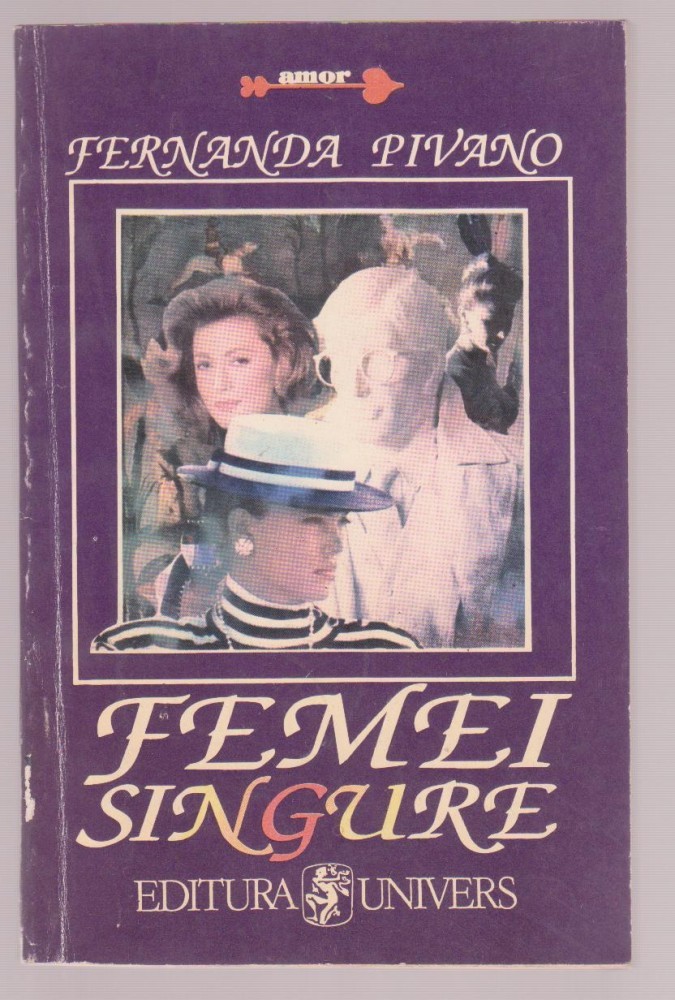 amor
FERNANDA PIVANO
FEMEI
SINGURE
EDITURA UNIVERS